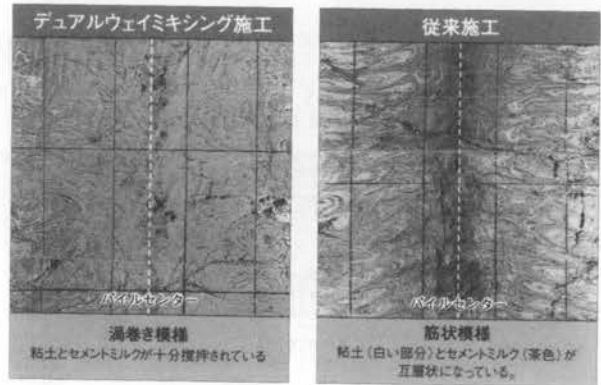 デュアルウェイミキシング施工
パイルセンター
渦巻き模様
粘土とセメントミルクが十分撹拌されている
従来施工
パイルセンター
筋状模様
粘土(白い部分)とセメントミルク(茶色)が
互層状になっている。